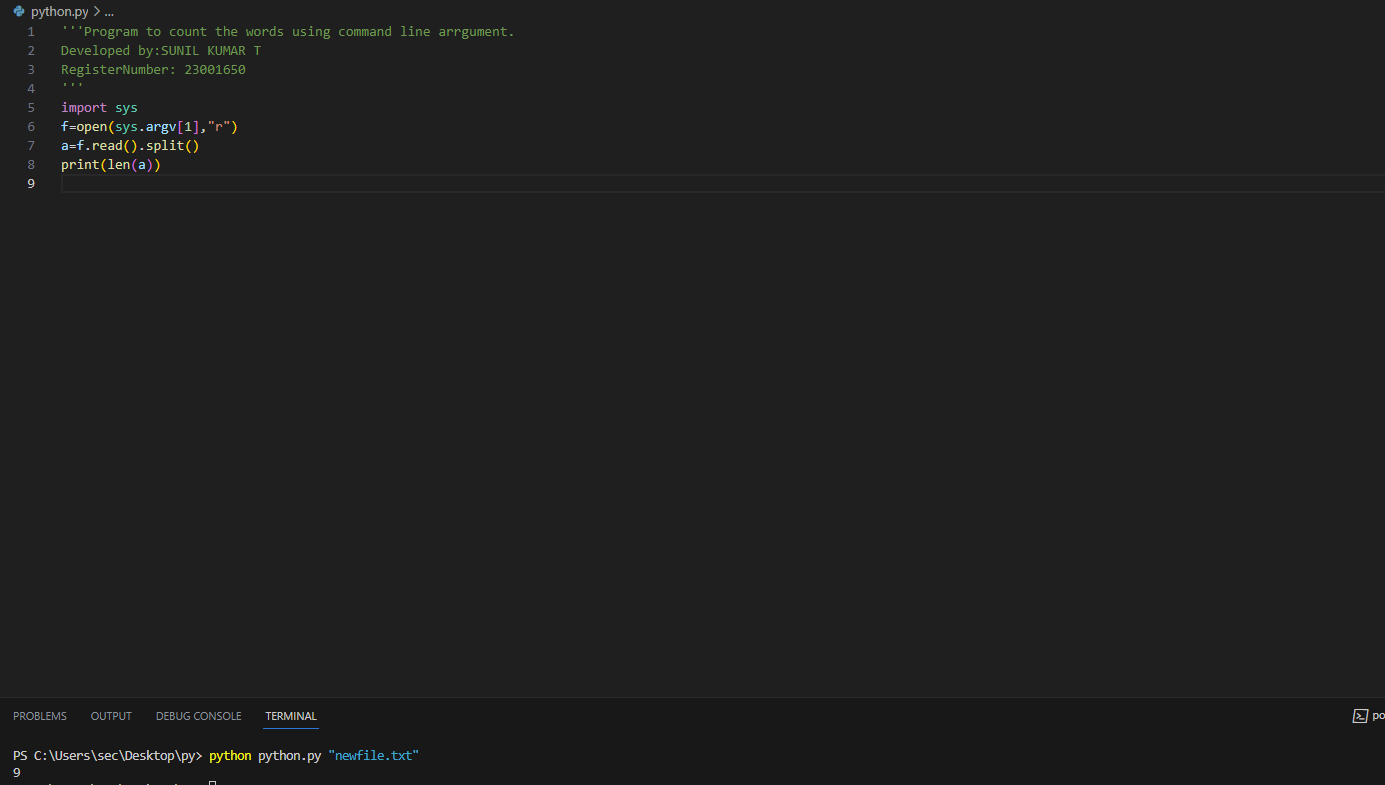 python.py > ...
1 '''Program to count the words using command line arrgument.
2 Developed by:SUNIL KUMAR T
3 RegisterNumber: 23001650
4 '''
5 import sys
6 f=open(sys.argv[1],"r")
7 a=f.read().split()
8 print(len(a))
9
PROBLEMS OUTPUT DEBUG CONSOLE TERMINAL po
PS C:\Users\sec\Desktop\py> python python.py "newfile.txt"
9